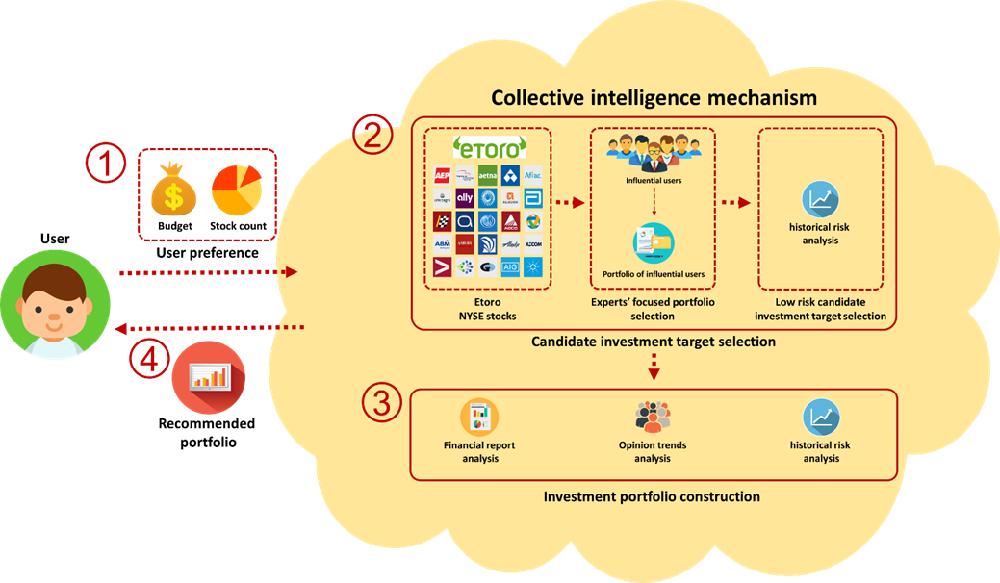 Collective intelligence mechanism
1
Budget
Stock count
User preference
User
2
eTORO
AEP
aetna
Aflac
ally
AGCO
ABM
AZCOM
AIG
Etoro
NYSE stocks
Influential users
Portfolio of influential users
Experts’ focused portfolio
selection
historical risk
analysis
Low risk candidate
investment target selection
Candidate investment target selection
3
Financial report
analysis
Opinion trends
analysis
historical risk
analysis
Investment portfolio construction
4
Recommended
portfolio